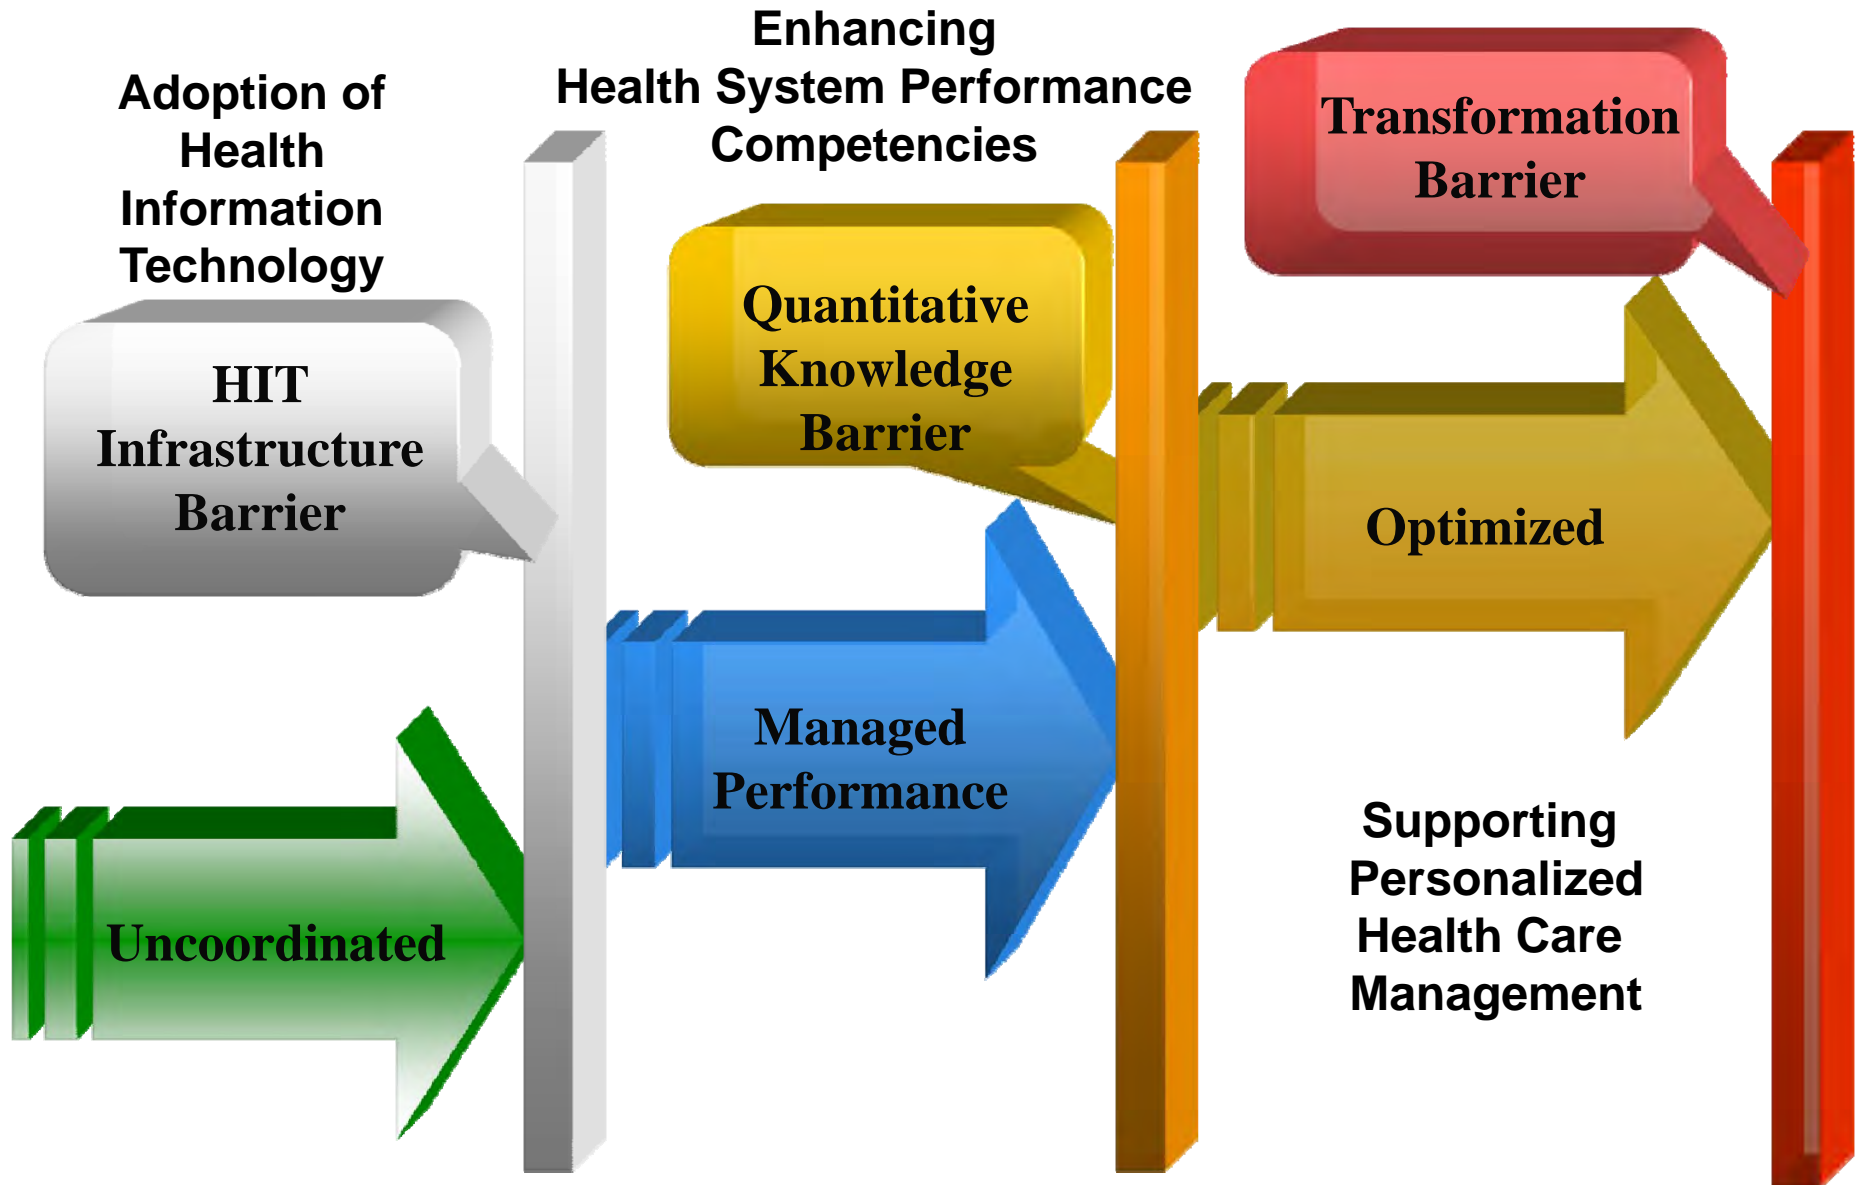 Adoption of
Health
Information
Technology
HIT
Infrastructure
Barrier
Uncoordinated
Enhancing
Health System Performance
Competencies
Quantitative
Knowledge
Barrier
Managed
Performance
Transformation
Barrier
Optimized
Supporting
Personalized
Health Care
Management